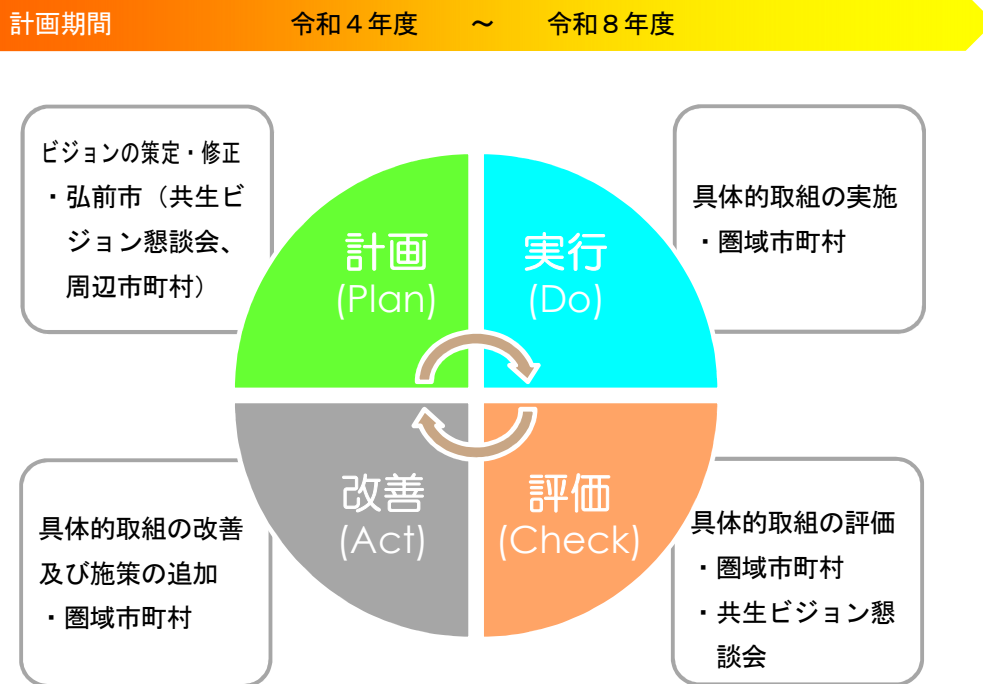 計画期間 令和４年度 ～ 令和８年度
ビジョンの策定・修正
・弘前市（共生ビ
ジョン懇談会、
周辺市町村）
計画
(Plan)
実行
(Do)
具体的取組の実施
・圏域市町村
改善
(Act)
評価
(Check)
具体的取組の改善
及び施策の追加
・圏域市町村
具体的取組の評価
・圏域市町村
・共生ビジョン懇
談会